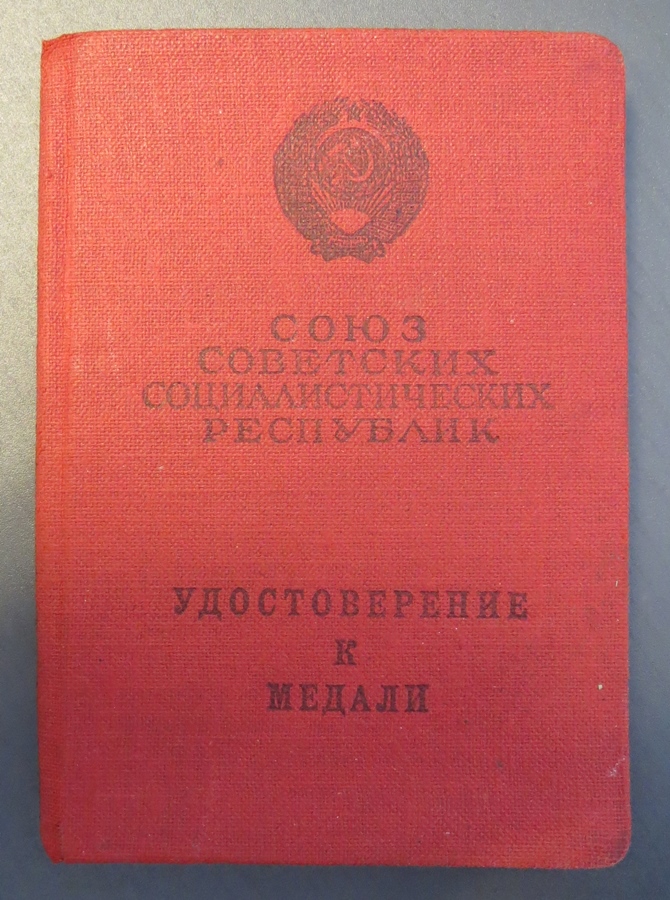 СОЮЗ
СОВЕТСКИХ
СОЦИАЛИСТИЧЕСКИХ
РЕСПУБЛИК
УДОСТОВЕРЕНИЕ
К
МЕДАЛИ